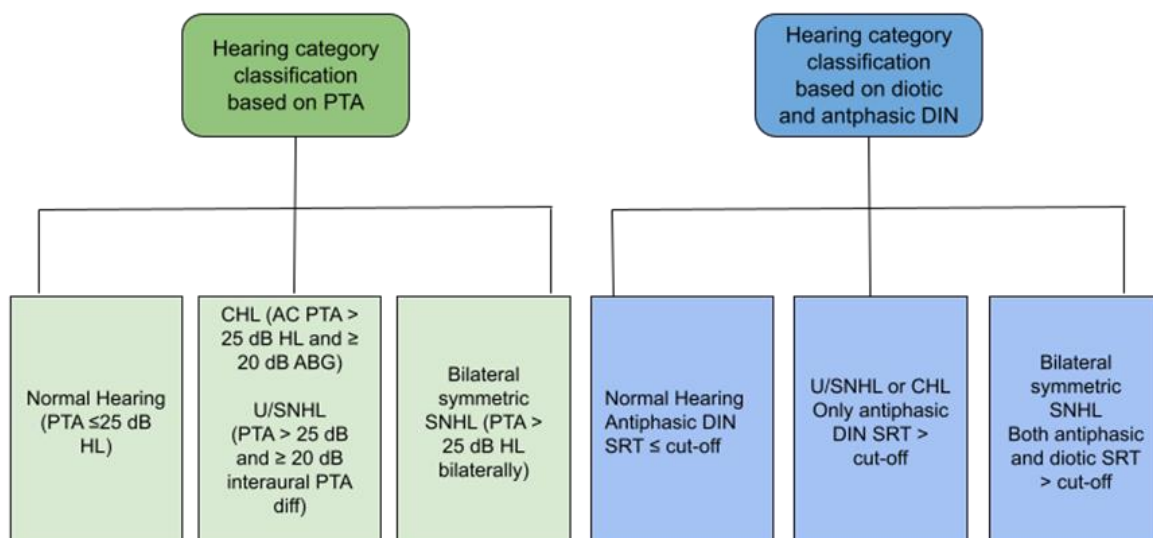 Hearing category
classification
based on PTA
Hearing category
classification
based on diotic
and antphasic DIN
Normal Hearing
(PTA ≤25 dB
HL)
CHL (AC PTA >
25 dB HL and ≥
20 dB ABG)
U/SNHL
(PTA > 25 dB
and ≥ 20 dB
interaural PTA
diff)
Bilateral
symmetric
SNHL (PTA >
25 dB HL
bilaterally)
Normal Hearing
Antiphasic DIN
SRT ≤ cut-off
U/SNHL or CHL
Only antiphasic
DIN SRT >
cut-off
Bilateral
symmetric
SNHL
Both antiphasic
and diotic SRT
> cut-off